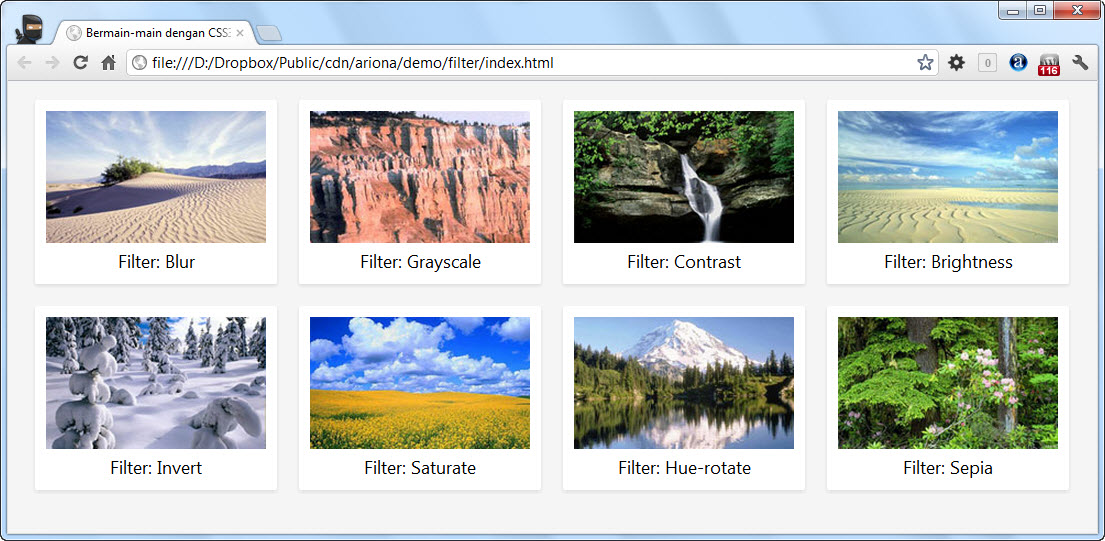 Bermain-main dengan CSS3
file:///D:/Dropbox/Public/cdn/ariona/demo/filter/index.html
0
a
116
Filter: Blur
Filter: Grayscale
Filter: Contrast
Filter: Brightness
Filter: Invert
Filter: Saturate
Filter: Hue-rotate
Filter: Sepia